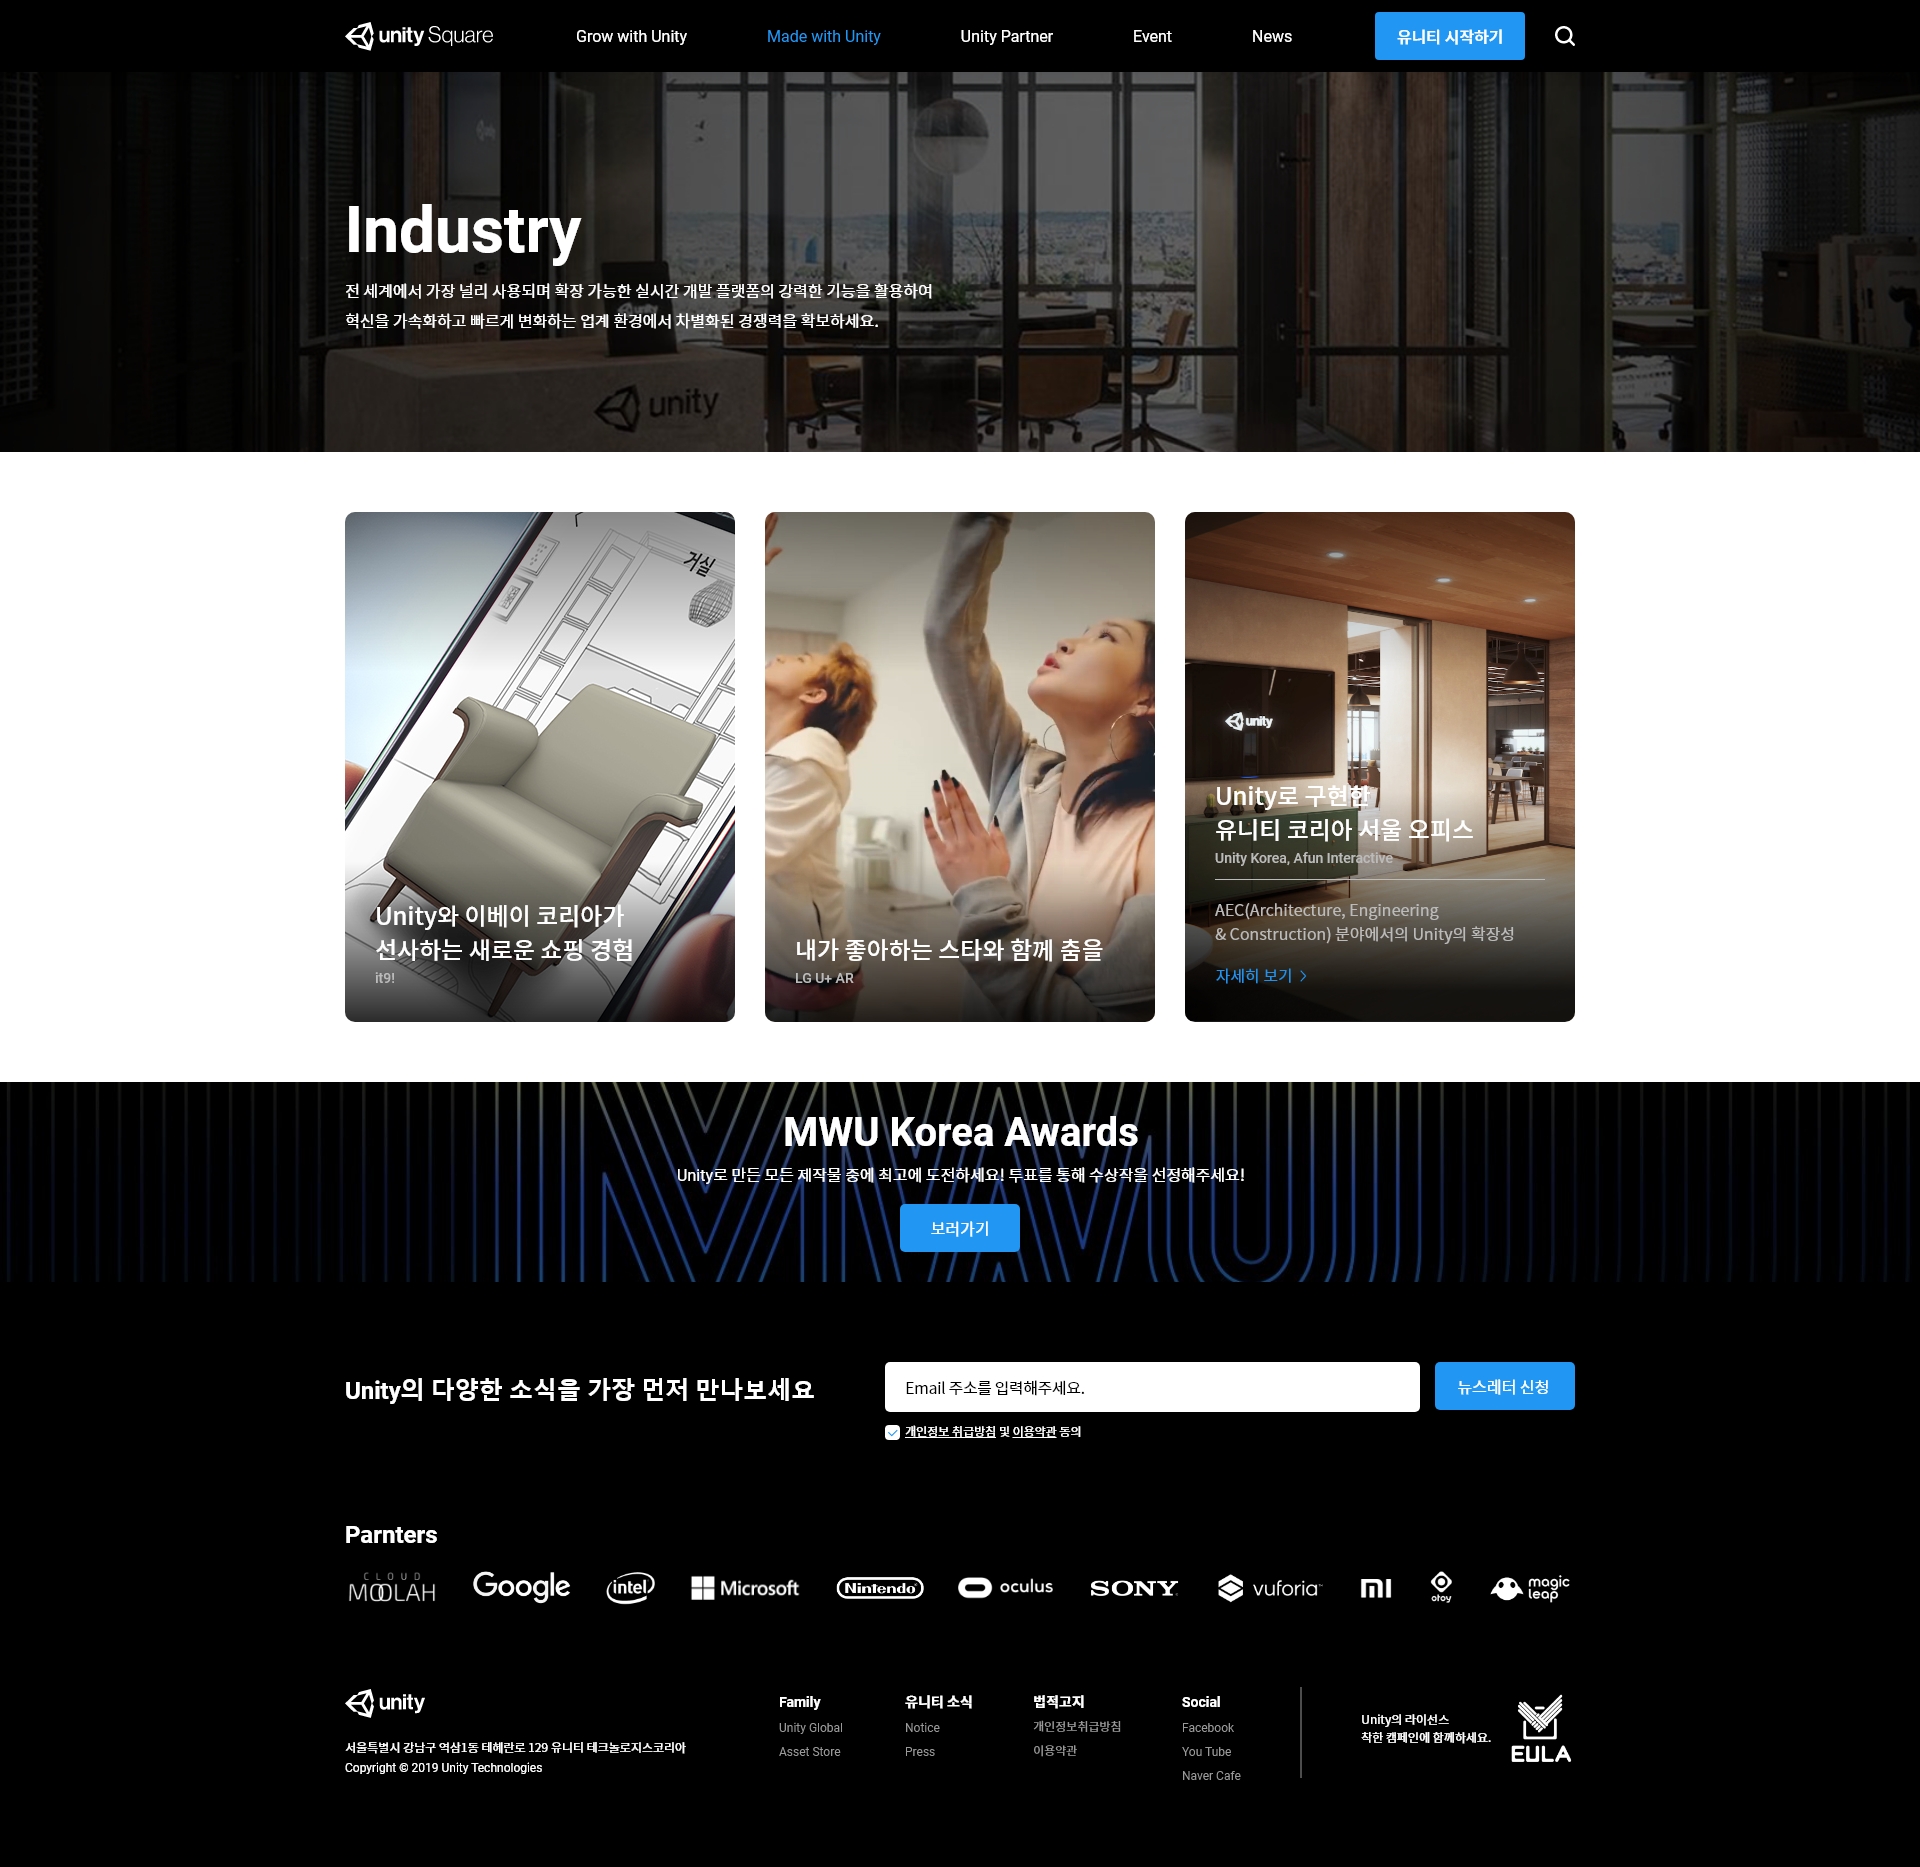 unity Square
Grow with Unity
Made with Unity
Unity Partner
Event
News
유니티 시작하기
Industry
전 세계에서 가장 널리 사용되며 확장 가능한 실시간 개발 플랫폼의 강력한 기능을 활용하여
혁신을 가속화하고 빠르게 변화하는 업계 환경에서 차별화된 경쟁력을 확보하세요.
unity
거실
Unity와 이베이 코리아가
선사하는 새로운 쇼핑 경험
it9!
내가 좋아하는 스타와 함께 춤을
LG U+ AR
unity
Unity로 구현한
유니티 코리아 서울 오피스
Unity Korea, Afun Interactive
AEC(Architecture, Engineering
& Construction) 분야에서의 Unity의 확장성
자세히 보기
MWU Korea Awards
Unity로 만든 모든 제작물 중에 최고에 도전하세요! 투표를 통해 수상작을 선정해주세요!
보러가기
Unity의 다양한 소식을 가장 먼저 만나보세요
Email 주소를 입력해주세요.
뉴스레터 신청
개인정보 취급방침 및 이용약관 동의
Parnters
CLOUD
MOOLAH
Google
intel
Microsoft
Nintendo
oculus
SONY
vuforia
mi
otoy
magic
leap
unity
서울특별시 강남구 역삼1동 테헤란로 129 유니티 테크놀로지스코리아
Copyright © 2019 Unity Technologies
Family
Unity Global
Asset Store
유니티 소식
Notice
Press
법적고지
개인정보취급방침
이용약관
Social
Facebook
You Tube
Naver Cafe
Unity의 라이선스
착한 캠페인에 함께하세요.
EULA